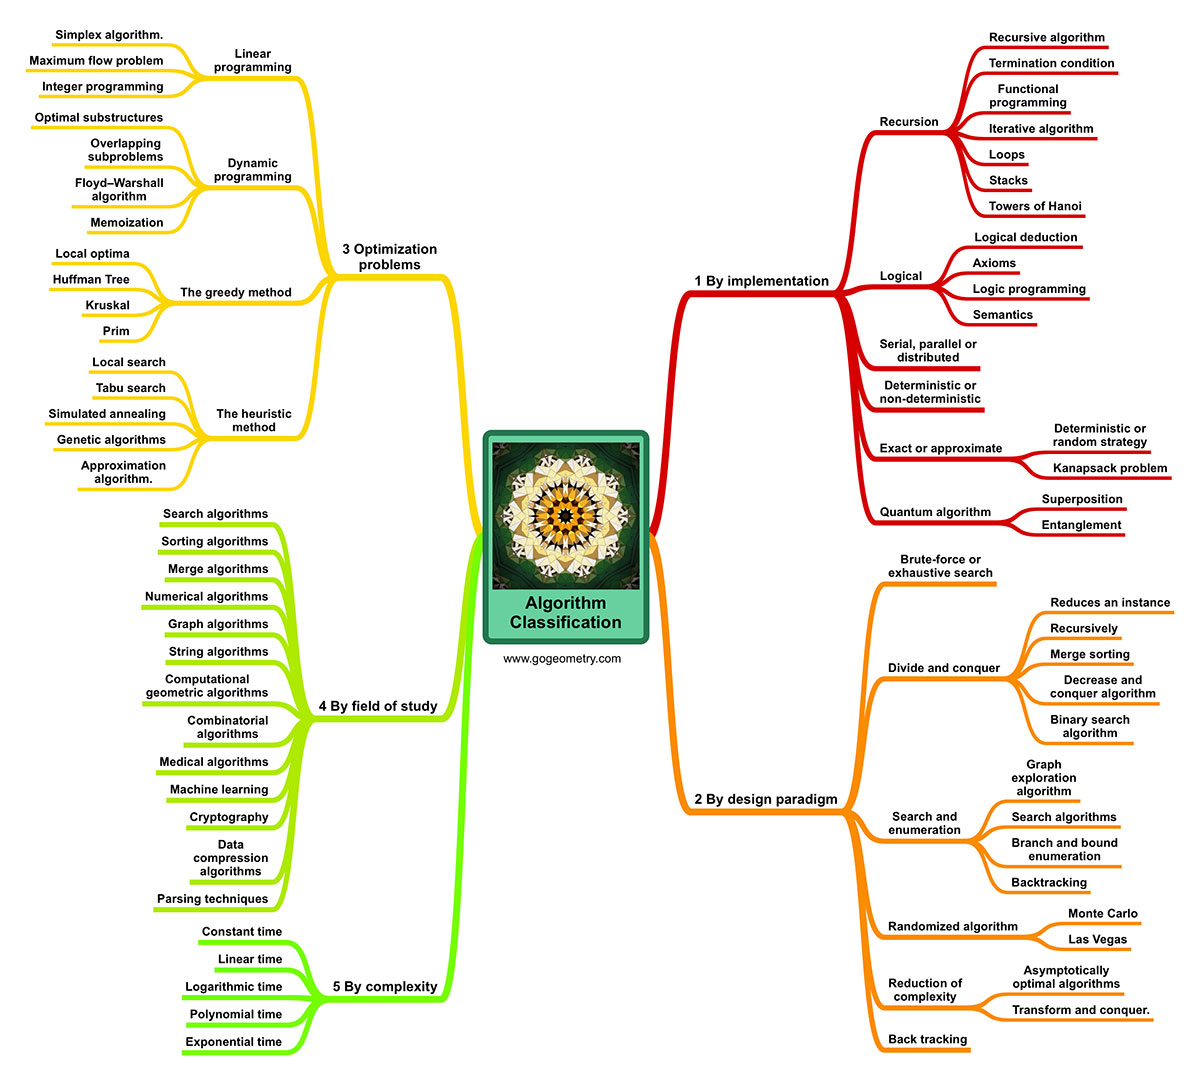 Algorithm
Classification
www.gogeometry.com
1 By implementation
Recursion
Recursive algorithm
Termination condition
Functional
programming
Iterative algorithm
Loops
Stacks
Towers of Hanoi
Logical
Logical deduction
Axioms
Logic programming
Semantics
Serial, parallel or
distributed
Deterministic or
non-deterministic
Exact or approximate
Deterministic or
random strategy
Kanapsack problem
Quantum algorithm
Superposition
Entanglement
2 By design paradigm
Brute-force or
exhaustive search
Divide and conquer
Reduces an instance
Recursively
Merge sorting
Decrease and
conquer algorithm
Binary search
algorithm
Search and
enumeration
Graph
exploration
algorithm
Search algorithms
Branch and bound
enumeration
Backtracking
Randomized algorithm
Monte Carlo
Las Vegas
Reduction of
complexity
Asymptotically
optimal algorithms
Transform and conquer.
Back tracking
3 Optimization
problems
Linear
programming
Simplex algorithm.
Maximum flow problem
Integer programming
Dynamic
programming
Optimal substructures
Overlapping
subproblems
Floyd–Warshall
algorithm
Memoization
The greedy method
Local optima
Huffman Tree
Kruskal
Prim
The heuristic
method
Local search
Tabu search
Simulated annealing
Genetic algorithms
Approximation
algorithm.
4 By field of study
Search algorithms
Sorting algorithms
Merge algorithms
Numerical algorithms
Graph algorithms
String algorithms
Computational
geometric algorithms
Combinatorial
algorithms
Medical algorithms
Machine learning
Cryptography
Data
compression
algorithms
Parsing techniques
5 By complexity
Constant time
Linear time
Logarithmic time
Polynomial time
Exponential time